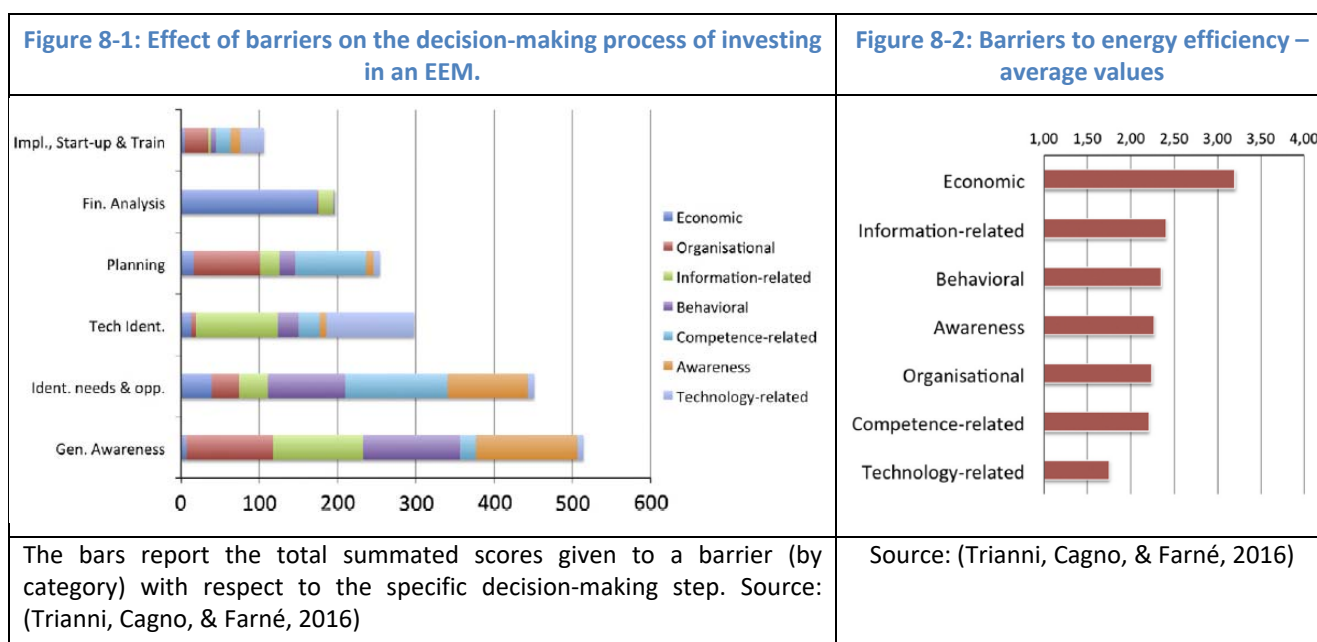 Figure 8-1: Effect of barriers on the decision-making process of investing
in an EEM.
Figure 8-2: Barriers to energy efficiency –
average values
Impl., Start-up & Train
Fin. Analysis
Planning
Tech Ident.
Ident. needs & opp.
Gen. Awareness
0 100 200 300 400 500 600
Economic
Organisational
Information-related
Behavioral
Competence-related
Awareness
Technology-related
1,00 1,50 2,00 2,50 3,00 3,50 4,00
Economic
Information-related
Behavioral
Awareness
Organisational
Competence-related
Technology-related
The bars report the total summated scores given to a barrier (by
category) with respect to the specific decision-making step. Source:
(Trianni, Cagno, & Farné, 2016)
Source: (Trianni, Cagno, & Farné, 2016)